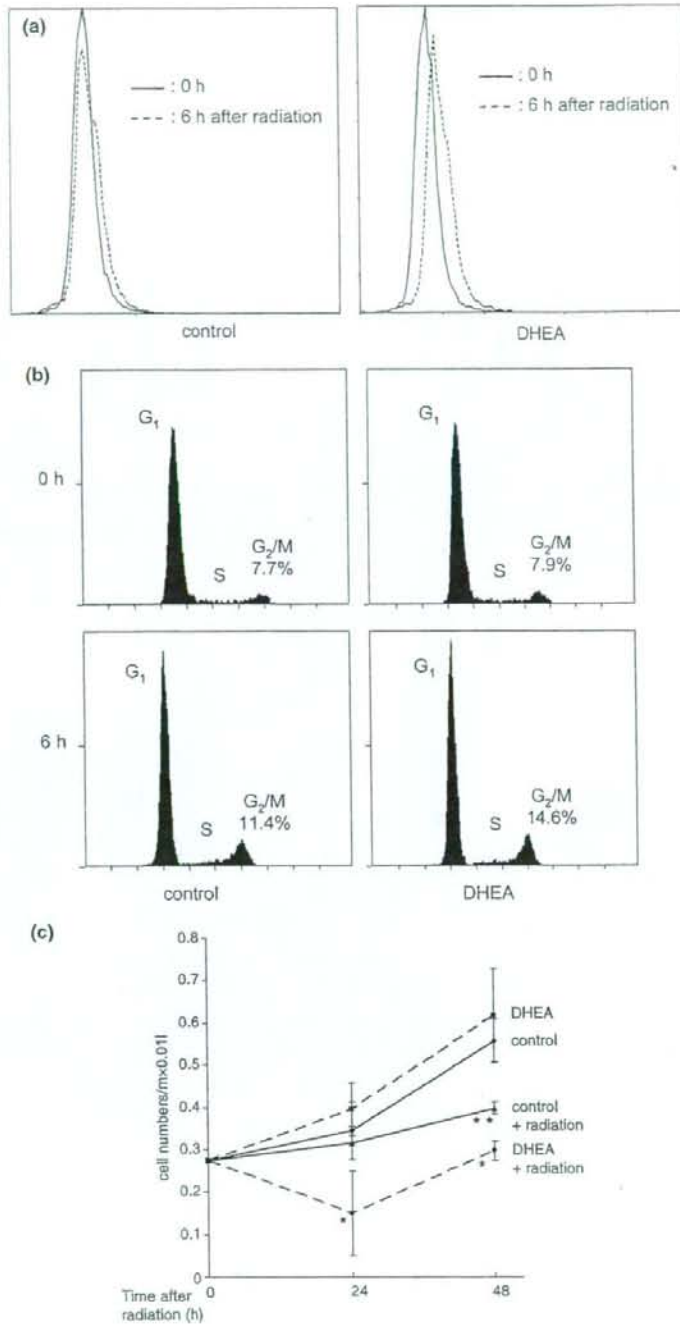 (a)
: 0 h
: 6 h after radiation
control
: 0 h
: 6 h after radiation
DHEA
(b)
0 h
G₁
S
G₂/M
7.7%
G₁
S
G₂/M
7.9%
6 h
G₁
S
G₂/M
11.4%
control
G₁
S
G₂/M
14.6%
DHEA
(c)
cell numbers/m×0.01l
0.8
0.7
0.6
0.5
0.4
0.3
0.2
0.1
0
DHEA
control
control
+ radiation
**
DHEA
+ radiation
*
*
Time after
radiation (h)
0
24
48